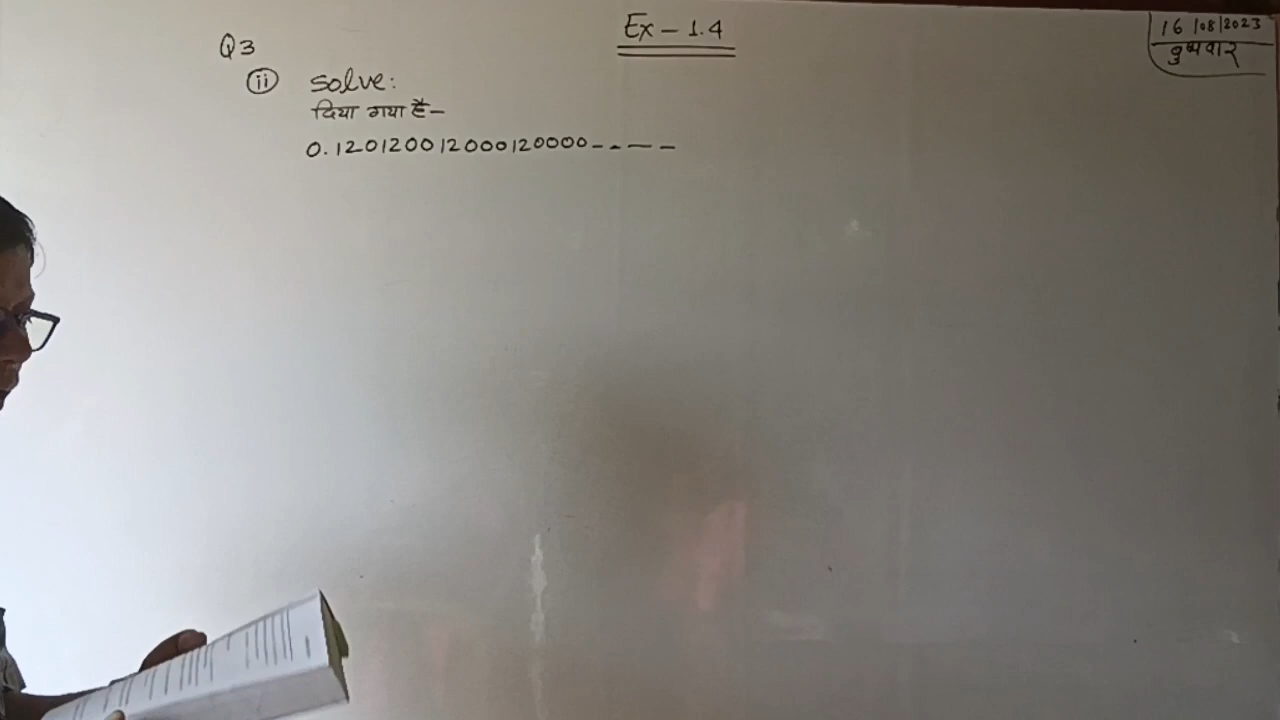 Ex - 1.4
16/08/2023
बुधवार
Q3
(ii) Solve:
दिया गया है-
0.12012001200012000 0-----